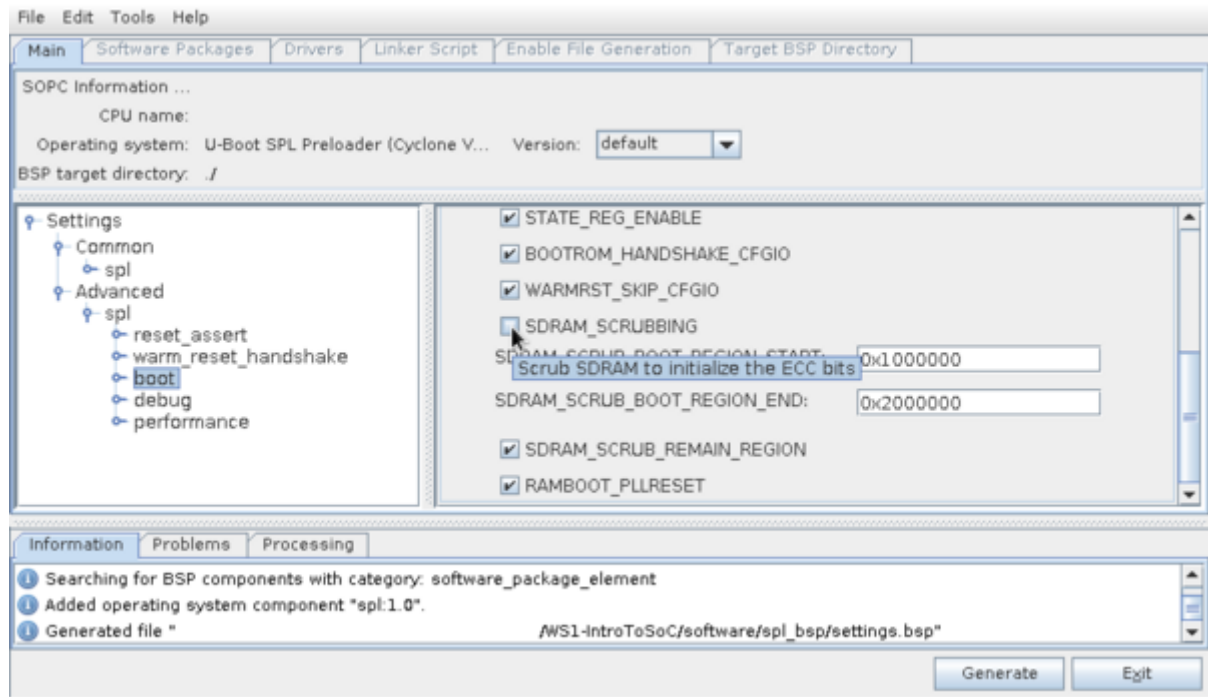 File Edit Tools Help
Main Software Packages Drivers Linker Script Enable File Generation Target BSP Directory
SOPC Information ...
CPU name:
Operating system: U-Boot SPL Preloader (Cyclone V... Version: default
BSP target directory: ./
Settings
Common
spl
Advanced
spl
reset_assert
warm_reset_handshake
boot
debug
performance
STATE_REG_ENABLE
BOOTROM_HANDSHAKE_CFGIO
WARMRST_SKIP_CFGIO
SDRAM_SCRUBBING
SDRAM_SCRUB_BOOT_REGION_START: 0x1000000
Scrub SDRAM to initialize the ECC bits
SDRAM_SCRUB_BOOT_REGION_END: 0x2000000
SDRAM_SCRUB_REMAIN_REGION
RAMBOOT_PLLRESET
Information Problems Processing
Searching for BSP components with category: software_package_element
Added operating system component "spl:1.0".
Generated file " /WS1-IntroToSoC/software/spl_bsp/settings.bsp"
Generate Exit